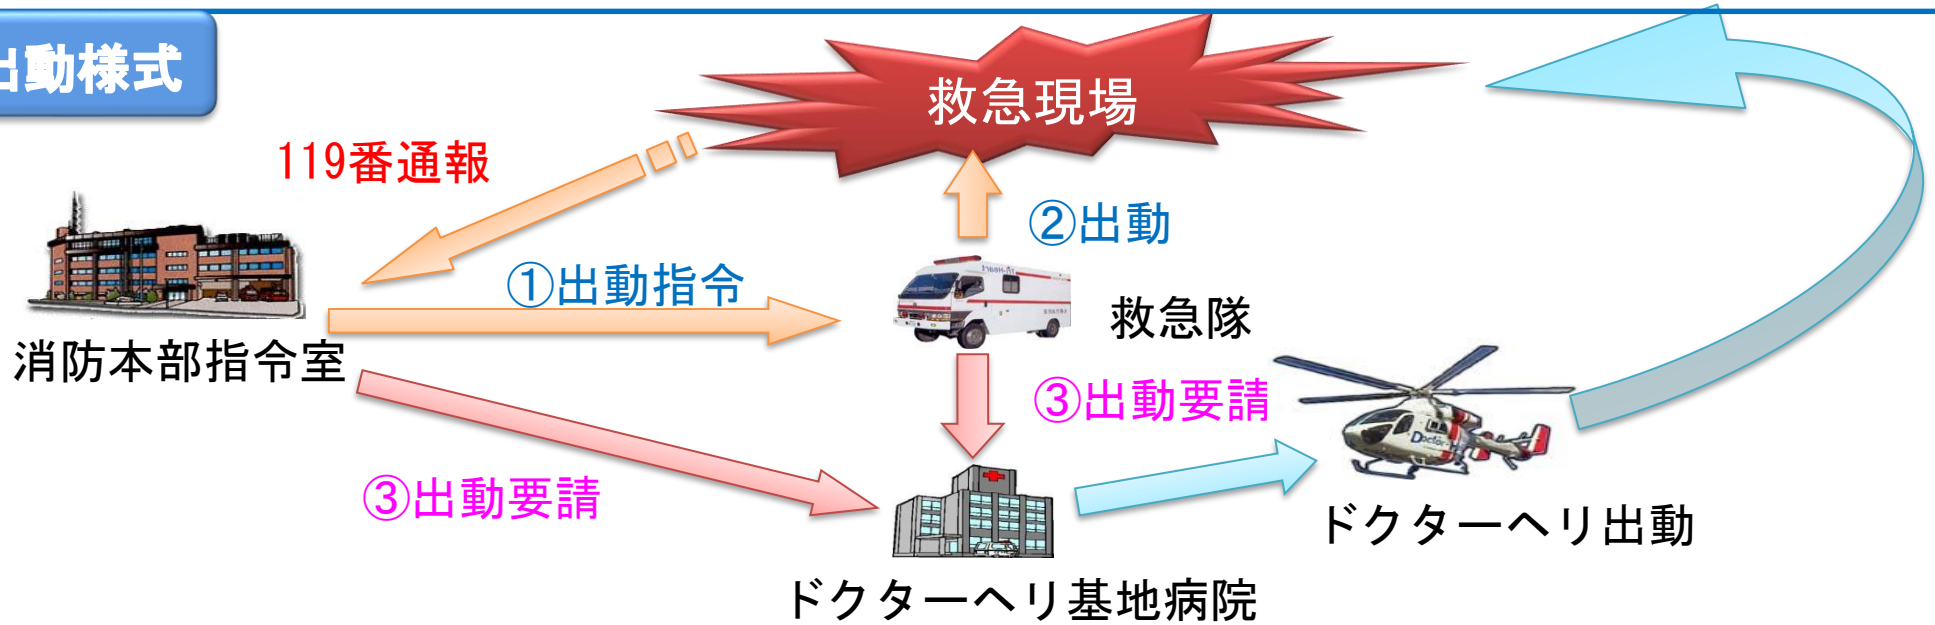 出動様式
救急現場
119番通報
②出動
①出動指令
救急隊
消防本部指令室
③出動要請
③出動要請
Doctor
ドクターヘリ出動
ドクターヘリ基地病院